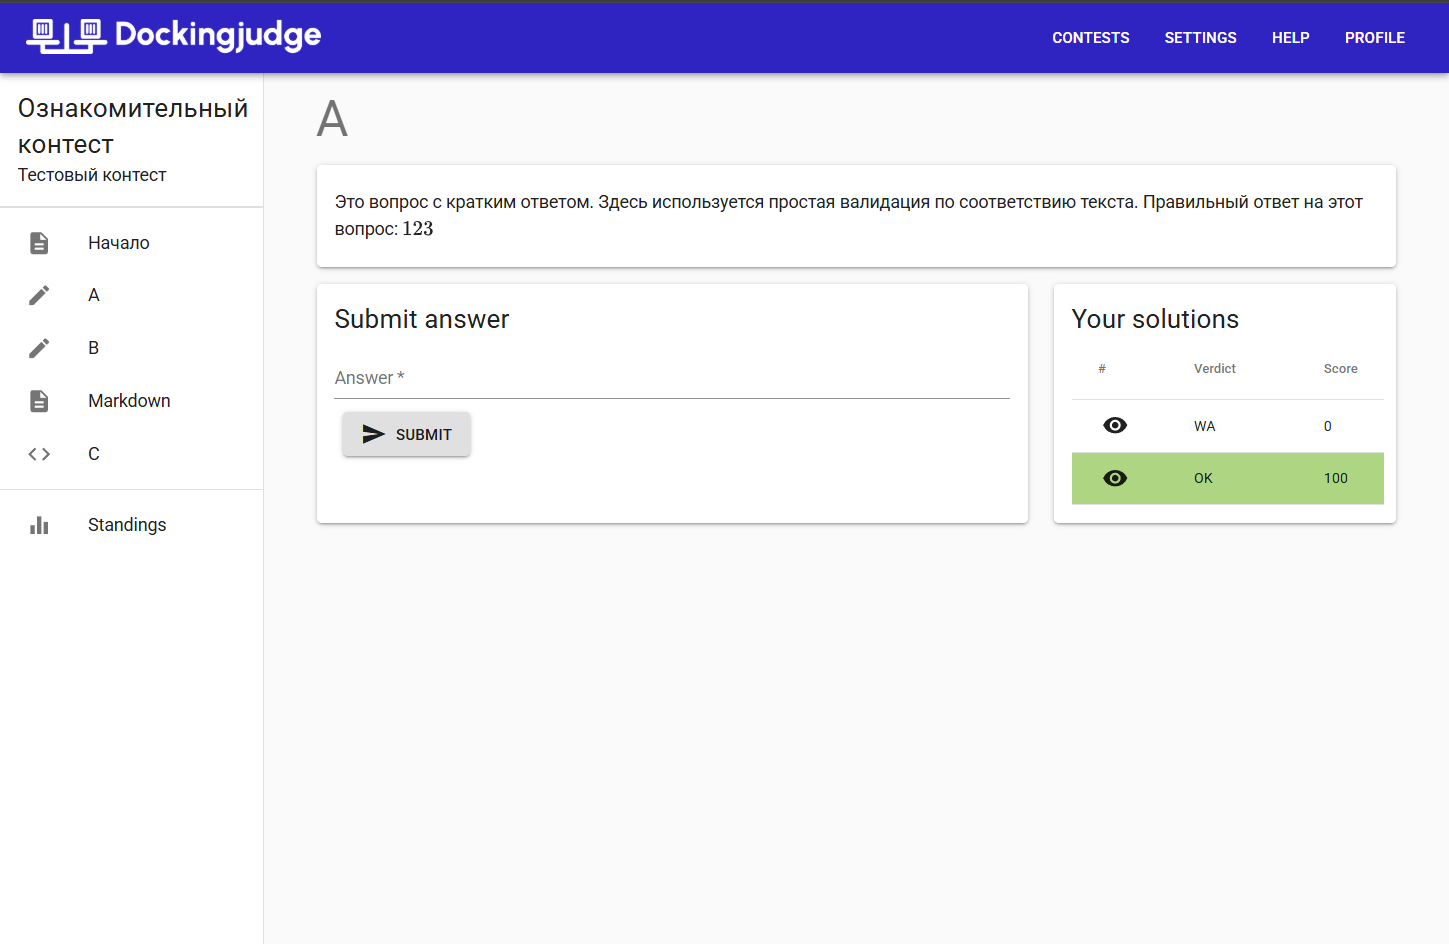 Dockingjudge
CONTESTS SETTINGS HELP PROFILE
Ознакомительный
контест
Тестовый контест
Начало
A
B
Markdown
C
Standings
A
Это вопрос с кратким ответом. Здесь используется простая валидация по соответствию текста. Правильный ответ на этот
вопрос: 123
Submit answer
Answer *
SUBMIT
Your solutions
# Verdict Score
WA 0
OK 100